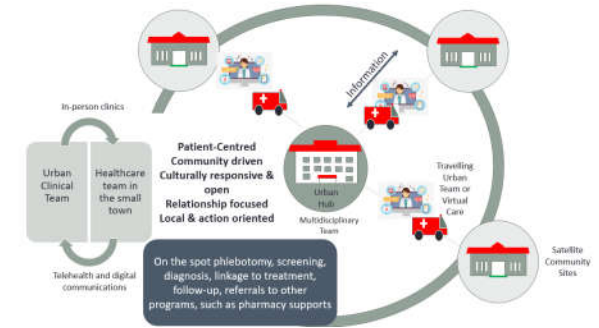 Information
In-person clinics
Urban
Clinical
Team
Healthcare
team in
the small
town
Telehealth and digital
communications
Patient-Centred
Community driven
Culturally responsive &
open
Relationship focused
Local & action oriented
Urban
Hub
Multidisciplinary
Team
Travelling
Urban
Team or
Virtual
Care
Satellite
Community
Sites
On the spot phlebotomy, screening,
diagnosis, linkage to treatment,
follow-up, referrals to other
programs, such as pharmacy supports